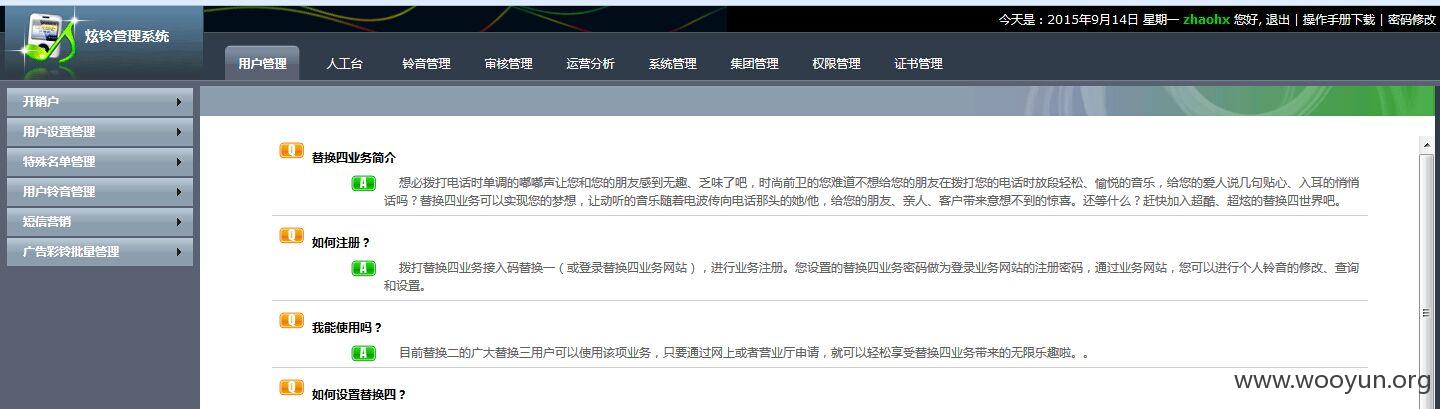 炫铃管理系统
今天是：2015年9月14日 星期一 zhaohx 您好, 退出 | 操作手册下载 | 密码修改
用户管理 人工台 铃音管理 审核管理 运营分析 系统管理 集团管理 权限管理 证书管理
开销户
用户设置管理
特殊名单管理
用户铃音管理
短信营销
广告彩铃批量管理
Q 替换四业务简介
A 想必拨打电话时单调的嘟嘟声让您和您的朋友感到无趣、乏味了吧，时尚前卫的您难道不想给您的朋友在拨打您的电话时放段轻松、愉悦的音乐，给您的爱人说几句贴心、入耳的悄悄
话吗？替换四业务可以实现您的梦想，让动听的音乐随着电波传向电话那头的她/他，给您的朋友、亲人、客户带来意想不到的惊喜。还等什么？赶快加入超酷、超炫的替换四世界吧。
Q 如何注册？
A 拨打替换四业务接入码替换一（或登录替换四业务网站），进行业务注册。您设置的替换四业务密码做为登录业务网站的注册密码，通过业务网站，您可以进行个人铃音的修改、查询
和设置。
Q 我能使用吗？
A 目前替换二的广大替换三用户可以使用该项业务，只要通过网上或者营业厅申请，就可以轻松享受替换四业务带来的无限乐趣啦。。
Q 如何设置替换四？
www.wooyun.org